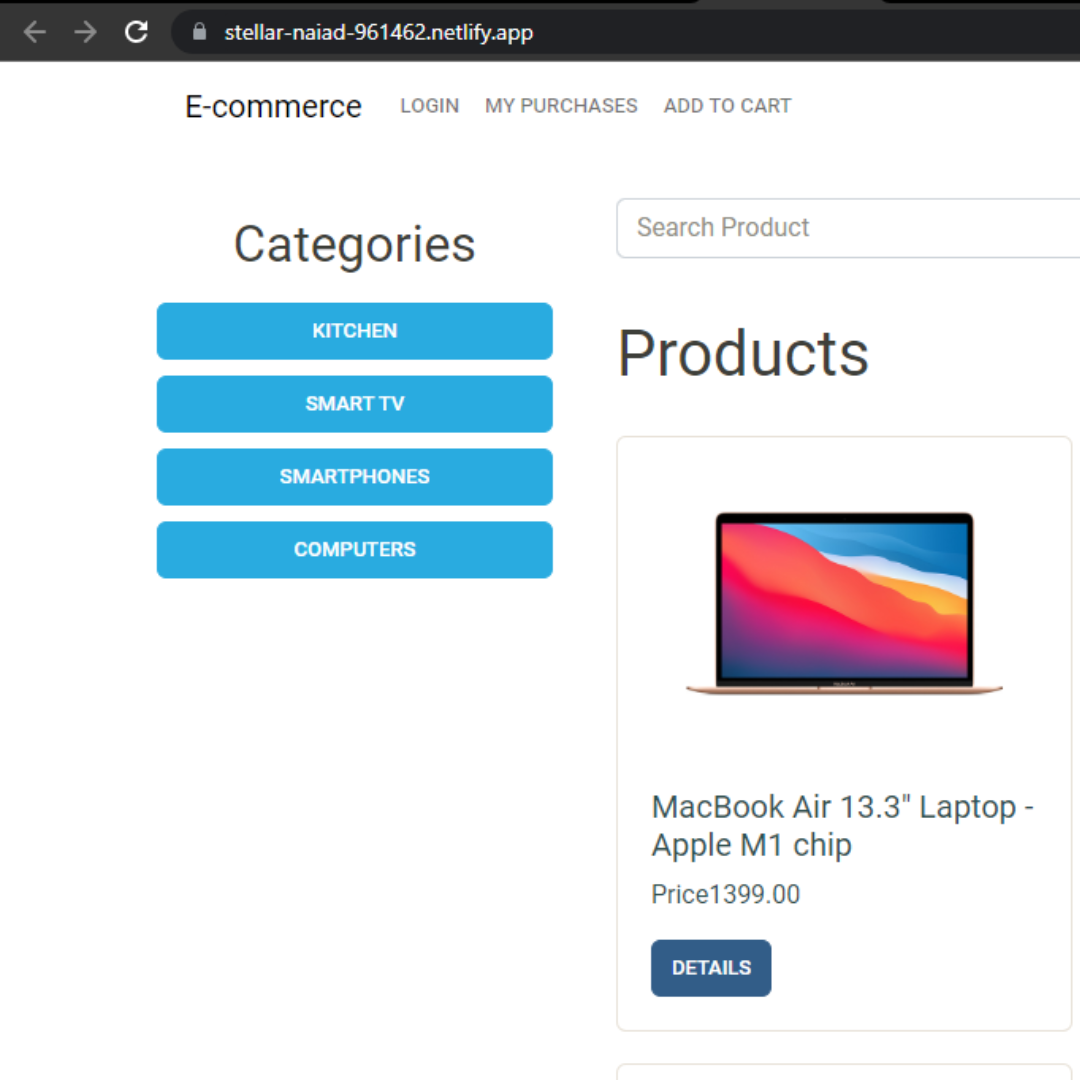 stellar-naiad-961462.netlify.app
E-commerce LOGIN MY PURCHASES ADD TO CART
Categories
KITCHEN
SMART TV
SMARTPHONES
COMPUTERS
Search Product
Products
MacBook Air 13.3" Laptop -
Apple M1 chip
Price1399.00
DETAILS